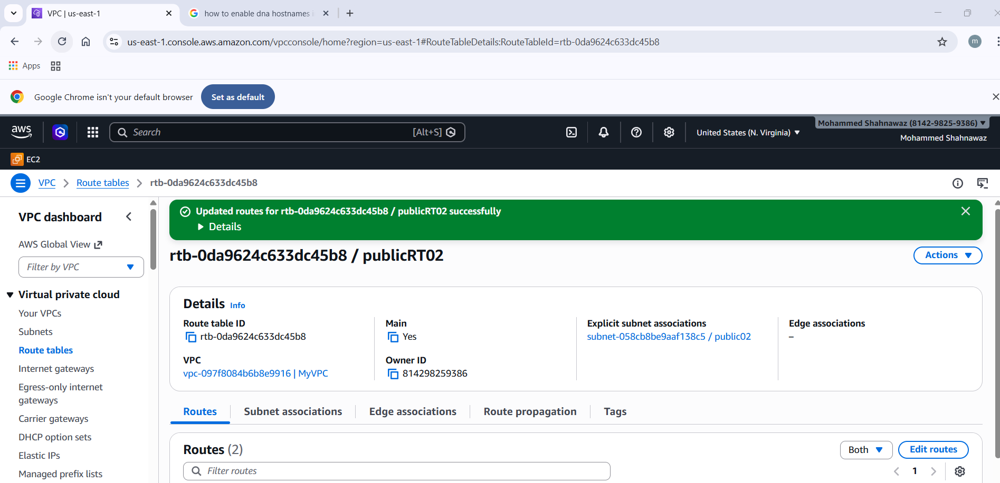 VPC | us-east-1
how to enable dna hostnames i
us-east-1.console.aws.amazon.com/vpcconsole/home?region=us-east-1#RouteTableDetails:RouteTableId=rtb-0da9624c633dc45b8
m
Apps
Google Chrome isn't your default browser
Set as default
aws
Search
[Alt+S]
United States (N. Virginia)
Mohammed Shahnawaz (8142-9825-9386)
Mohammed Shahnawaz
EC2
VPC
Route tables
rtb-0da9624c633dc45b8
VPC dashboard
AWS Global View
Filter by VPC
Virtual private cloud
Your VPCs
Subnets
Route tables
Internet gateways
Egress-only internet
gateways
Carrier gateways
DHCP option sets
Elastic IPs
Managed prefix lists
Updated routes for rtb-0da9624c633dc45b8 / publicRT02 successfully
Details
rtb-0da9624c633dc45b8 / publicRT02
Actions
Details Info
Route table ID
rtb-0da9624c633dc45b8
Main
Yes
Explicit subnet associations
subnet-058cb8be9aaf138c5 / public02
Edge associations
–
VPC
vpc-097f8084b6b8e9916 | MyVPC
Owner ID
814298259386
Routes
Subnet associations
Edge associations
Route propagation
Tags
Routes (2)
Both
Edit routes
Filter routes
1